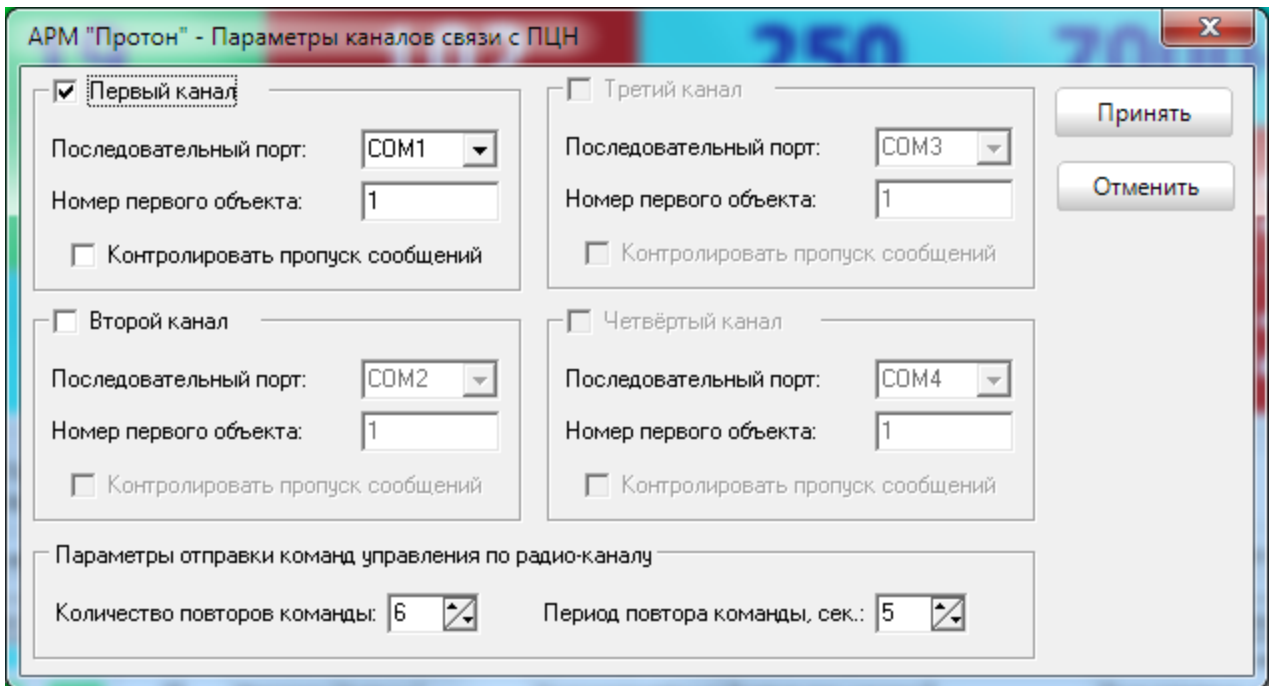 АРМ "Протон" - Параметры каналов связи с ПЦН
Первый канал
Последовательный порт: COM1
Номер первого объекта: 1
Контролировать пропуск сообщений
Второй канал
Последовательный порт: COM2
Номер первого объекта: 1
Контролировать пропуск сообщений
Третий канал
Последовательный порт: COM3
Номер первого объекта: 1
Контролировать пропуск сообщений
Четвёртый канал
Последовательный порт: COM4
Номер первого объекта: 1
Контролировать пропуск сообщений
Принять
Отменить
Параметры отправки команд управления по радио-каналу
Количество повторов команды: 6 Период повтора команды, сек.: 5
250